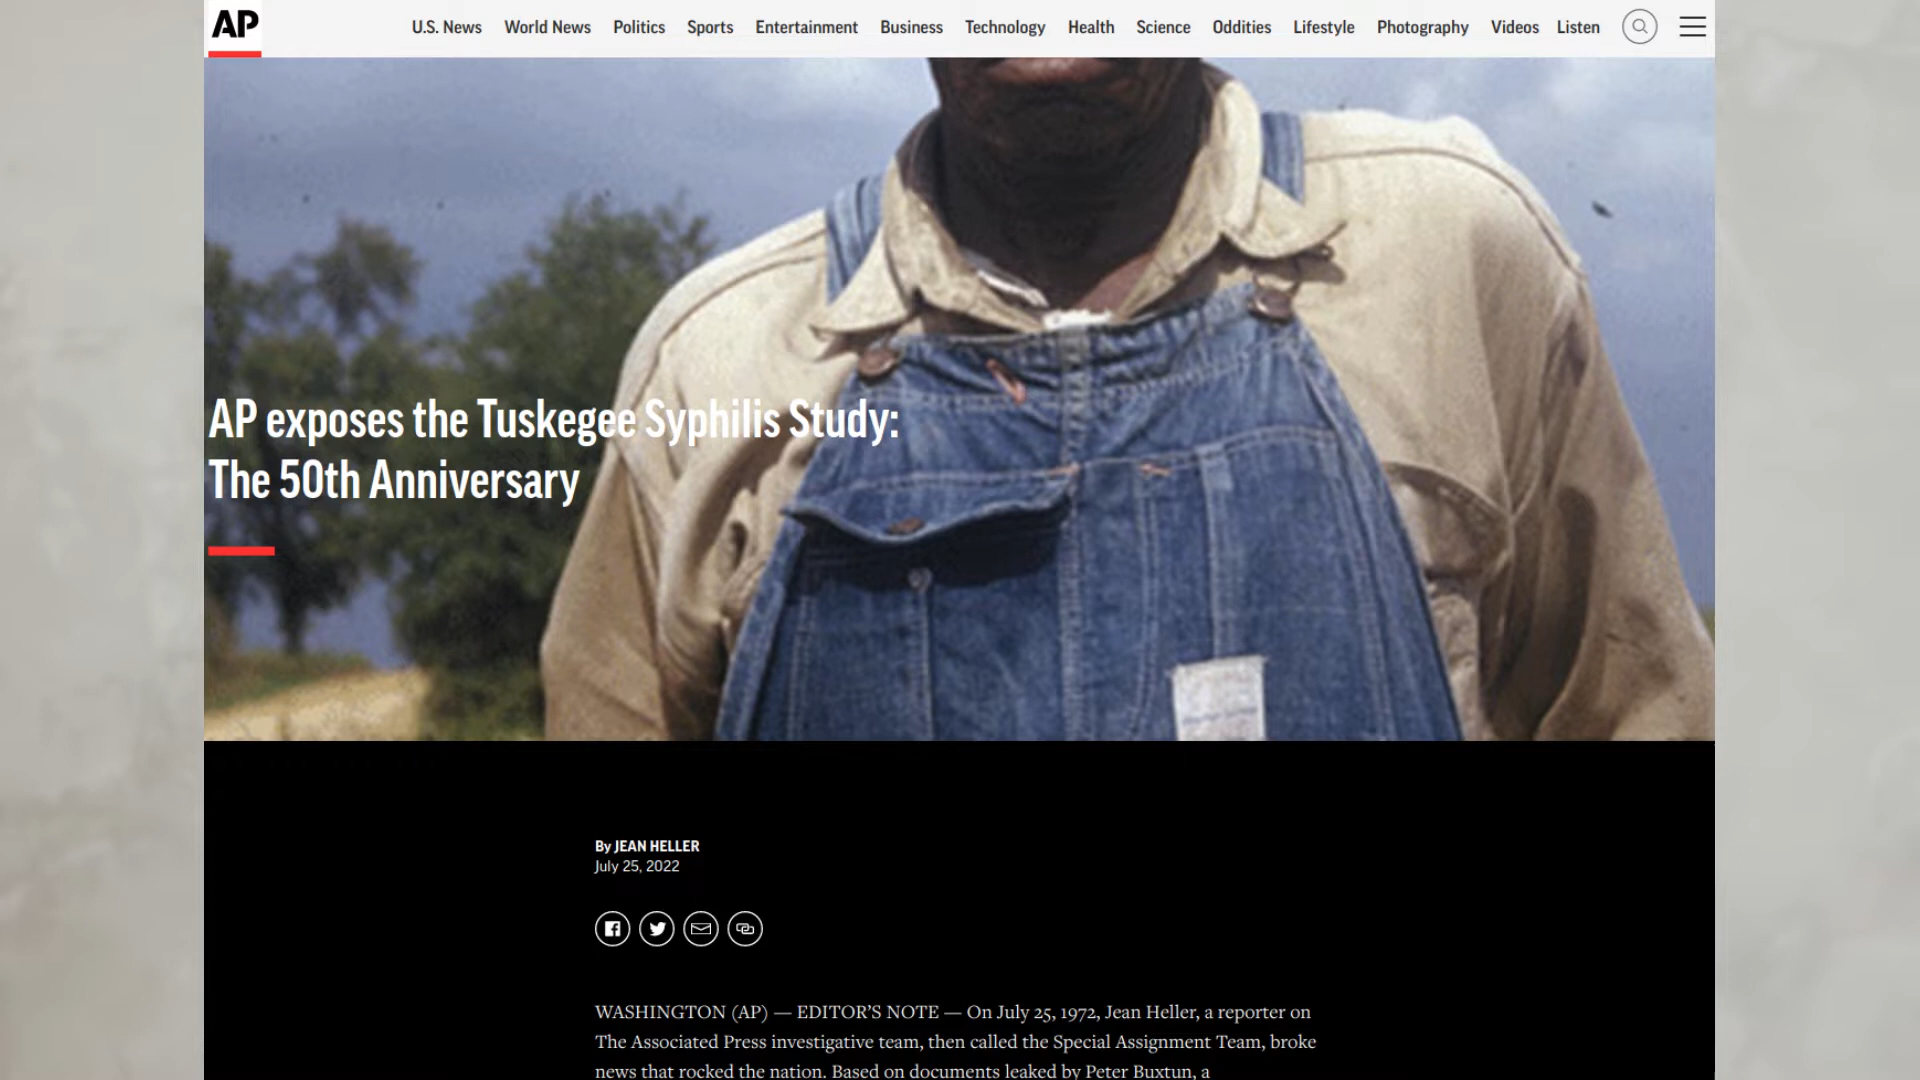 AP
U.S. News World News Politics Sports Entertainment Business Technology Health Science Oddities Lifestyle Photography Videos Listen
AP exposes the Tuskegee Syphilis Study:
The 50th Anniversary
By JEAN HELLER
July 25, 2022
WASHINGTON (AP) — EDITOR’S NOTE — On July 25, 1972, Jean Heller, a reporter on
The Associated Press investigative team, then called the Special Assignment Team, broke
news that rocked the nation. Based on documents leaked by Peter Buxtun, a